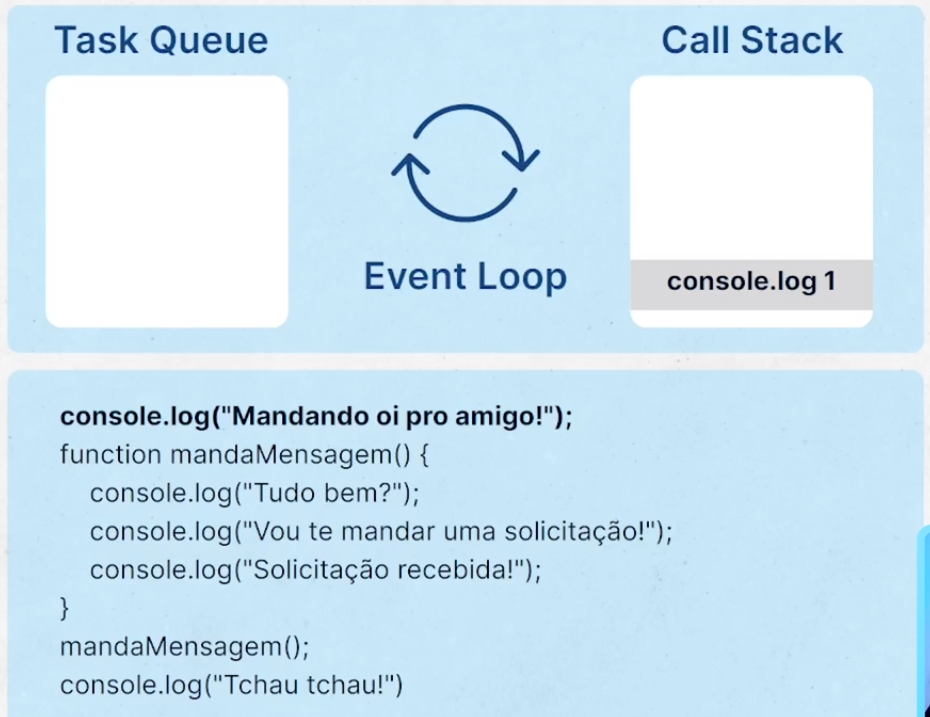 Task Queue
Call Stack
Event Loop
console.log 1
console.log("Mandando oi pro amigo!");
function mandaMensagem() {
console.log("Tudo bem?");
console.log("Vou te mandar uma solicitação!");
console.log("Solicitação recebida!");
}
mandaMensagem();
console.log("Tchau tchau!")